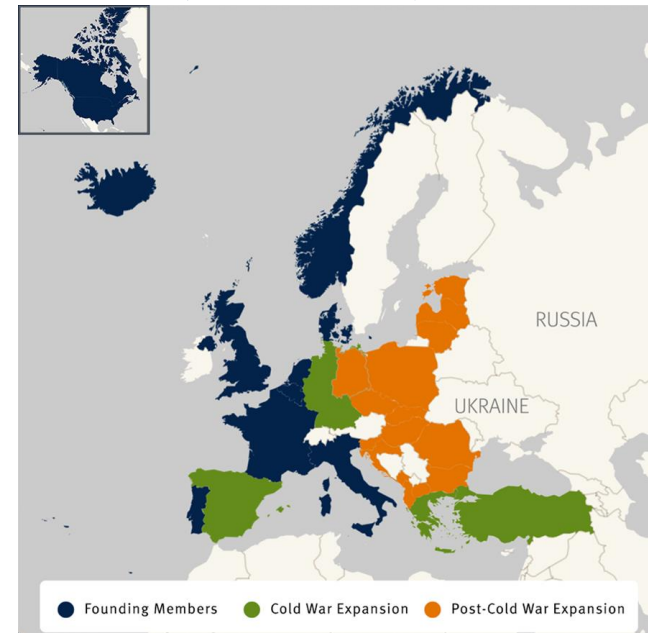 RUSSIA
UKRAINE
Founding Members
Cold War Expansion
Post-Cold War Expansion